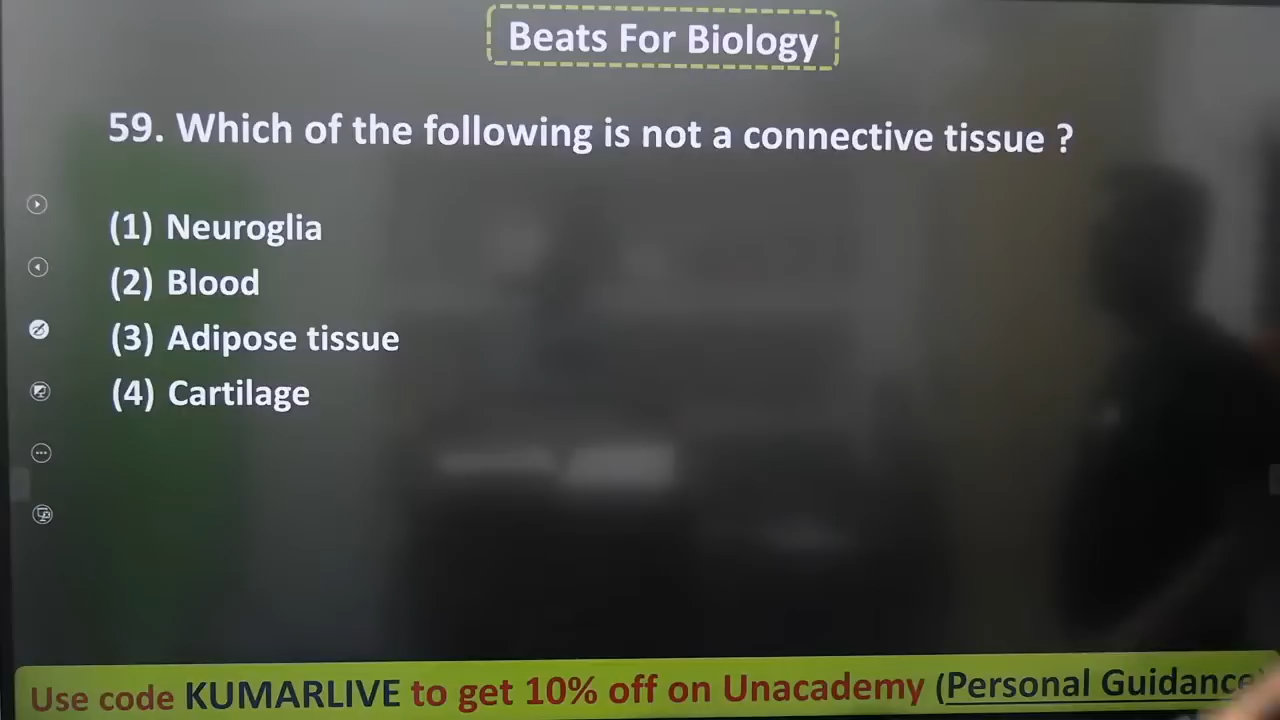 Beats For Biology
59. Which of the following is not a connective tissue ?
(1) Neuroglia
(2) Blood
(3) Adipose tissue
(4) Cartilage
Use code KUMARLIVE to get 10% off on Unacademy (Personal Guidance)